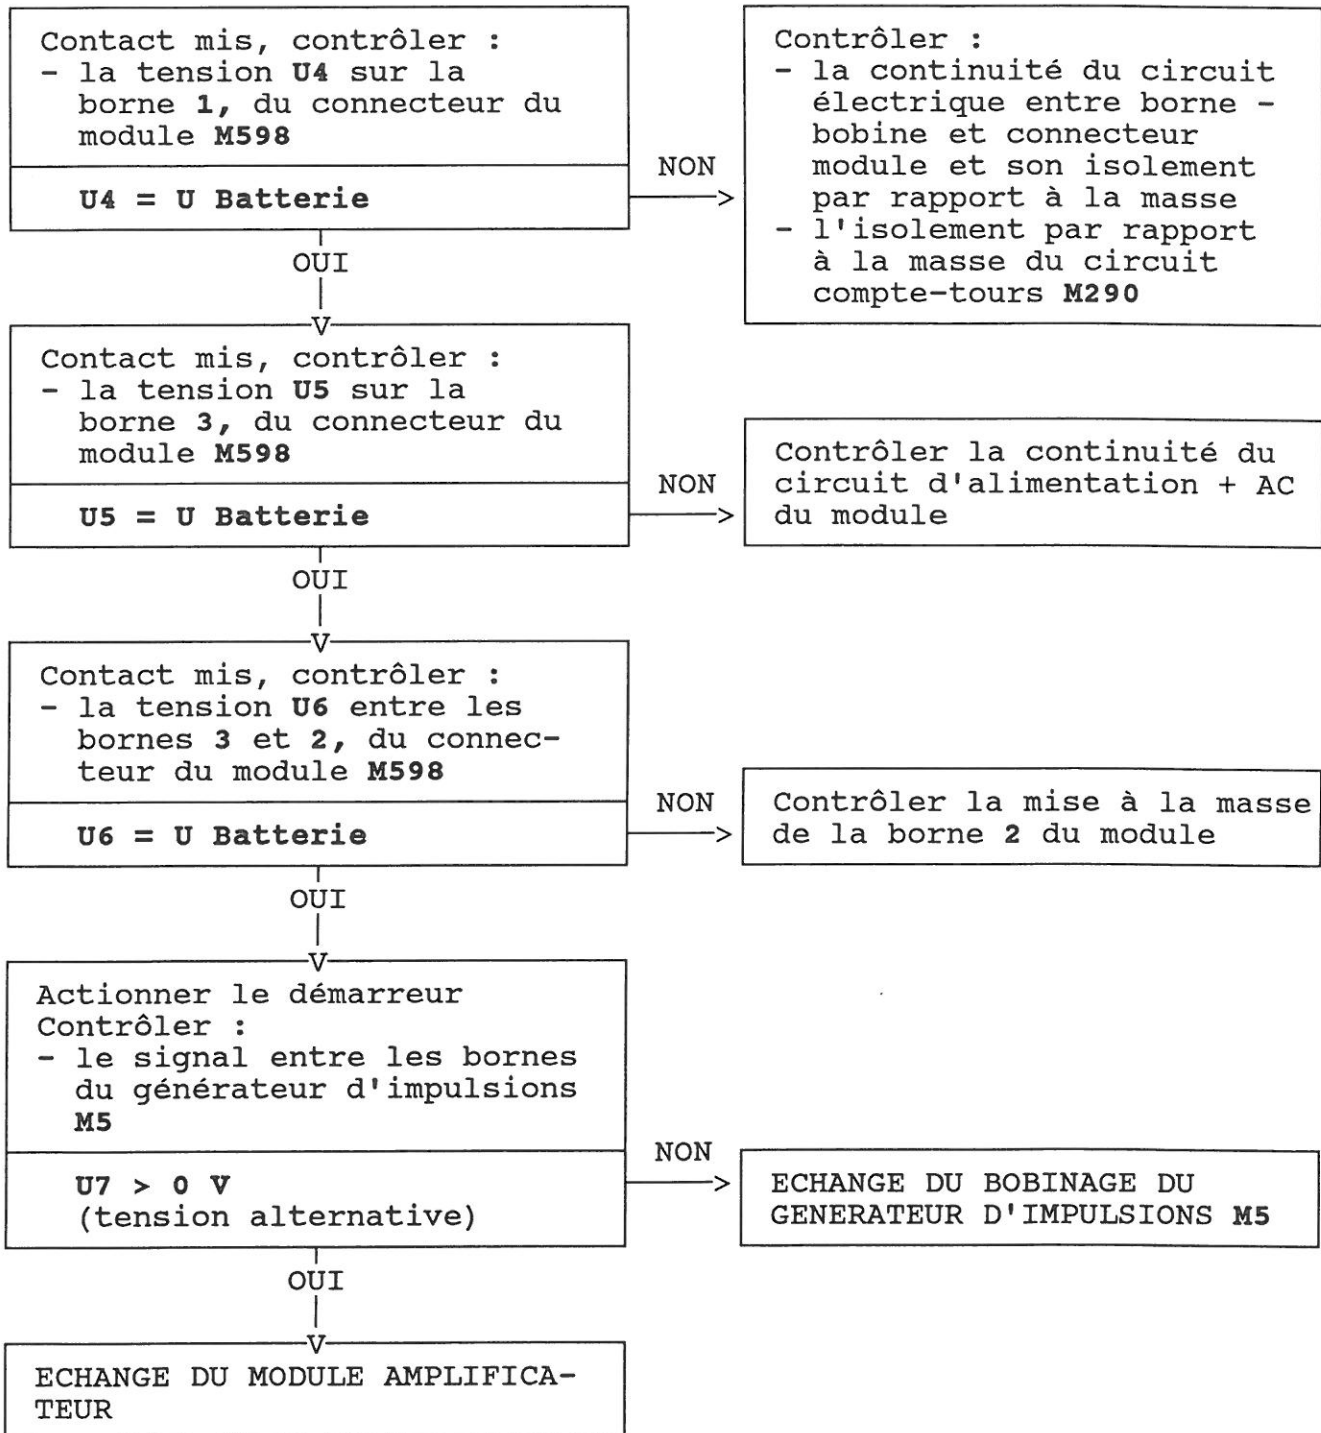 Contact mis, contrôler :
- la tension U4 sur la
borne 1, du connecteur du
module M598
U4 = U Batterie
NON
>
Contrôler :
- la continuité du circuit
électrique entre borne -
bobine et connecteur
module et son isolement
par rapport à la masse
- l'isolement par rapport
à la masse du circuit
compte-tours M290
OUI
V
Contact mis, contrôler :
- la tension U5 sur la
borne 3, du connecteur du
module M598
U5 = U Batterie
NON
>
Contrôler la continuité du
circuit d'alimentation + AC
du module
OUI
V
Contact mis, contrôler :
- la tension U6 entre les
bornes 3 et 2, du connec-
teur du module M598
U6 = U Batterie
NON
>
Contrôler la mise à la masse
de la borne 2 du module
OUI
V
Actionner le démarreur
Contrôler :
- le signal entre les bornes
du générateur d'impulsions
M5
U7 > 0 V
(tension alternative)
NON
>
ECHANGE DU BOBINAGE DU
GENERATEUR D'IMPULSIONS M5
OUI
V
ECHANGE DU MODULE AMPLIFICA-
TEUR